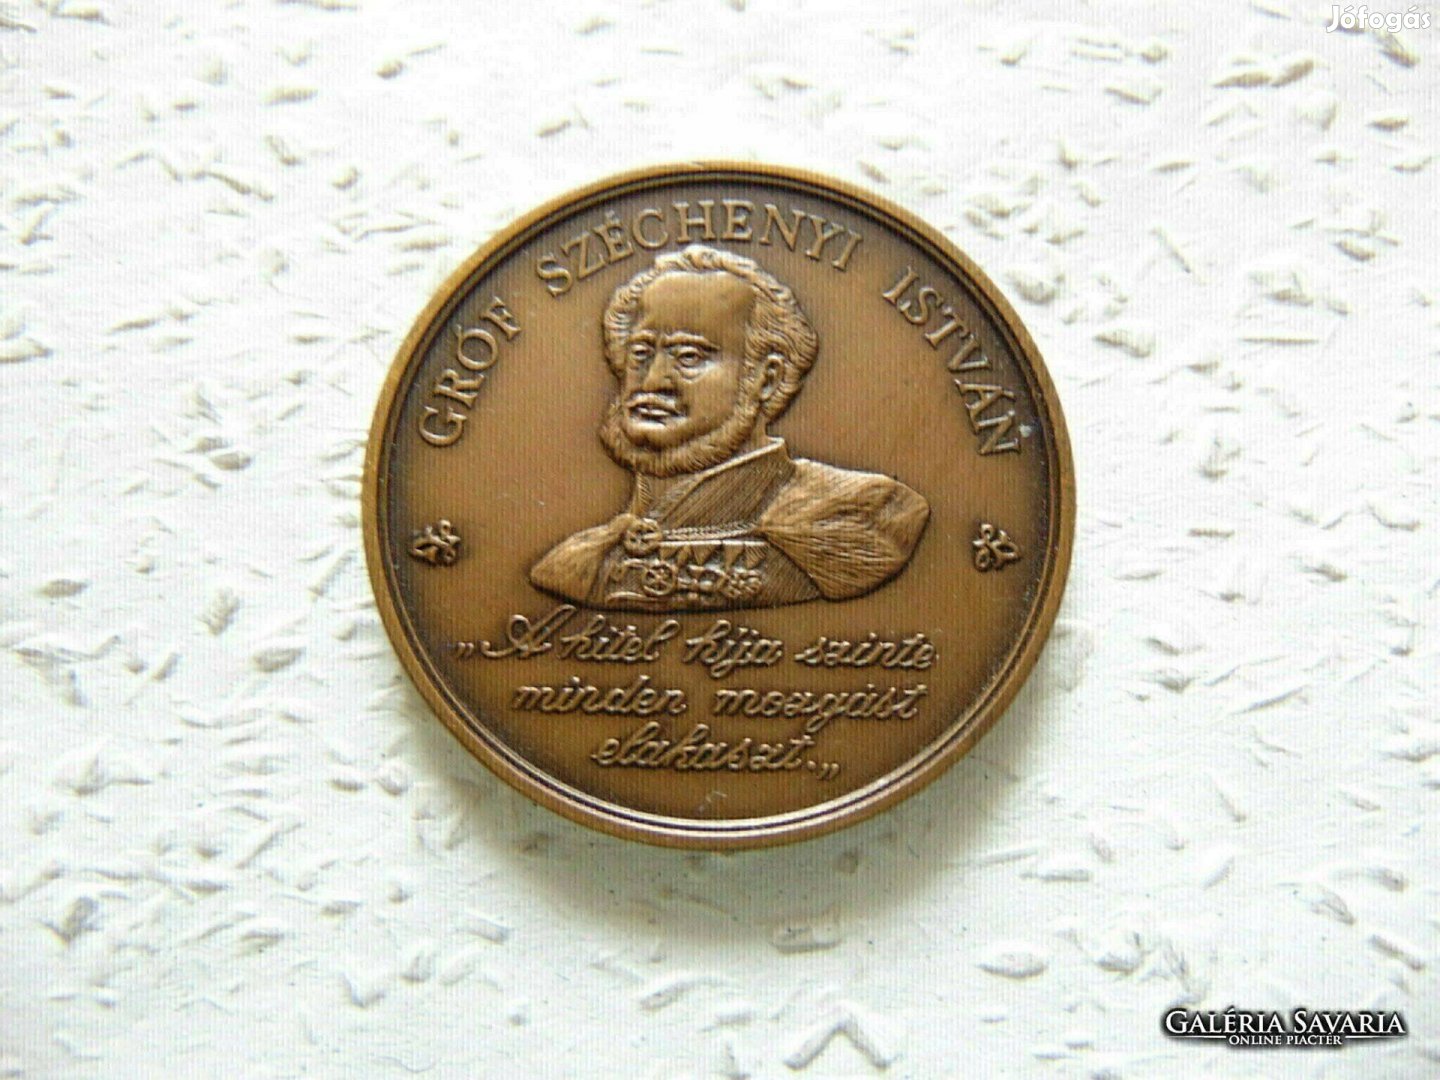 Jófogás
GRÓF SZÉCHENYI ISTVÁN
„A hitel híja szinte
minden mozgást
elakaszt.„
GALÉRIA SAVARIA
ONLINE PIACTÉR